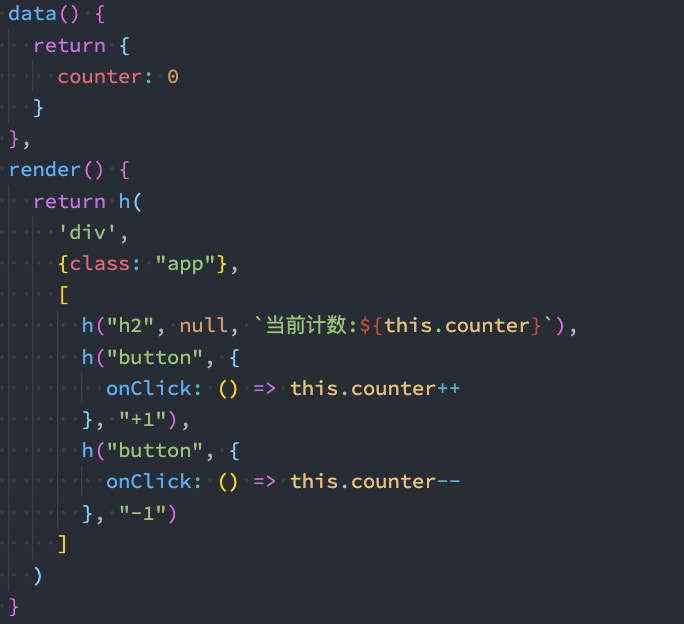 data() {
  return {
    counter: 0
  }
},
render() {
  return h(
    'div',
    {class: "app"},
    [
      h("h2", null, `当前计数:${this.counter}`),
      h("button", {
        onClick: () => this.counter++
      }, "+1"),
      h("button", {
        onClick: () => this.counter--
      }, "-1")
    ]
  )
}